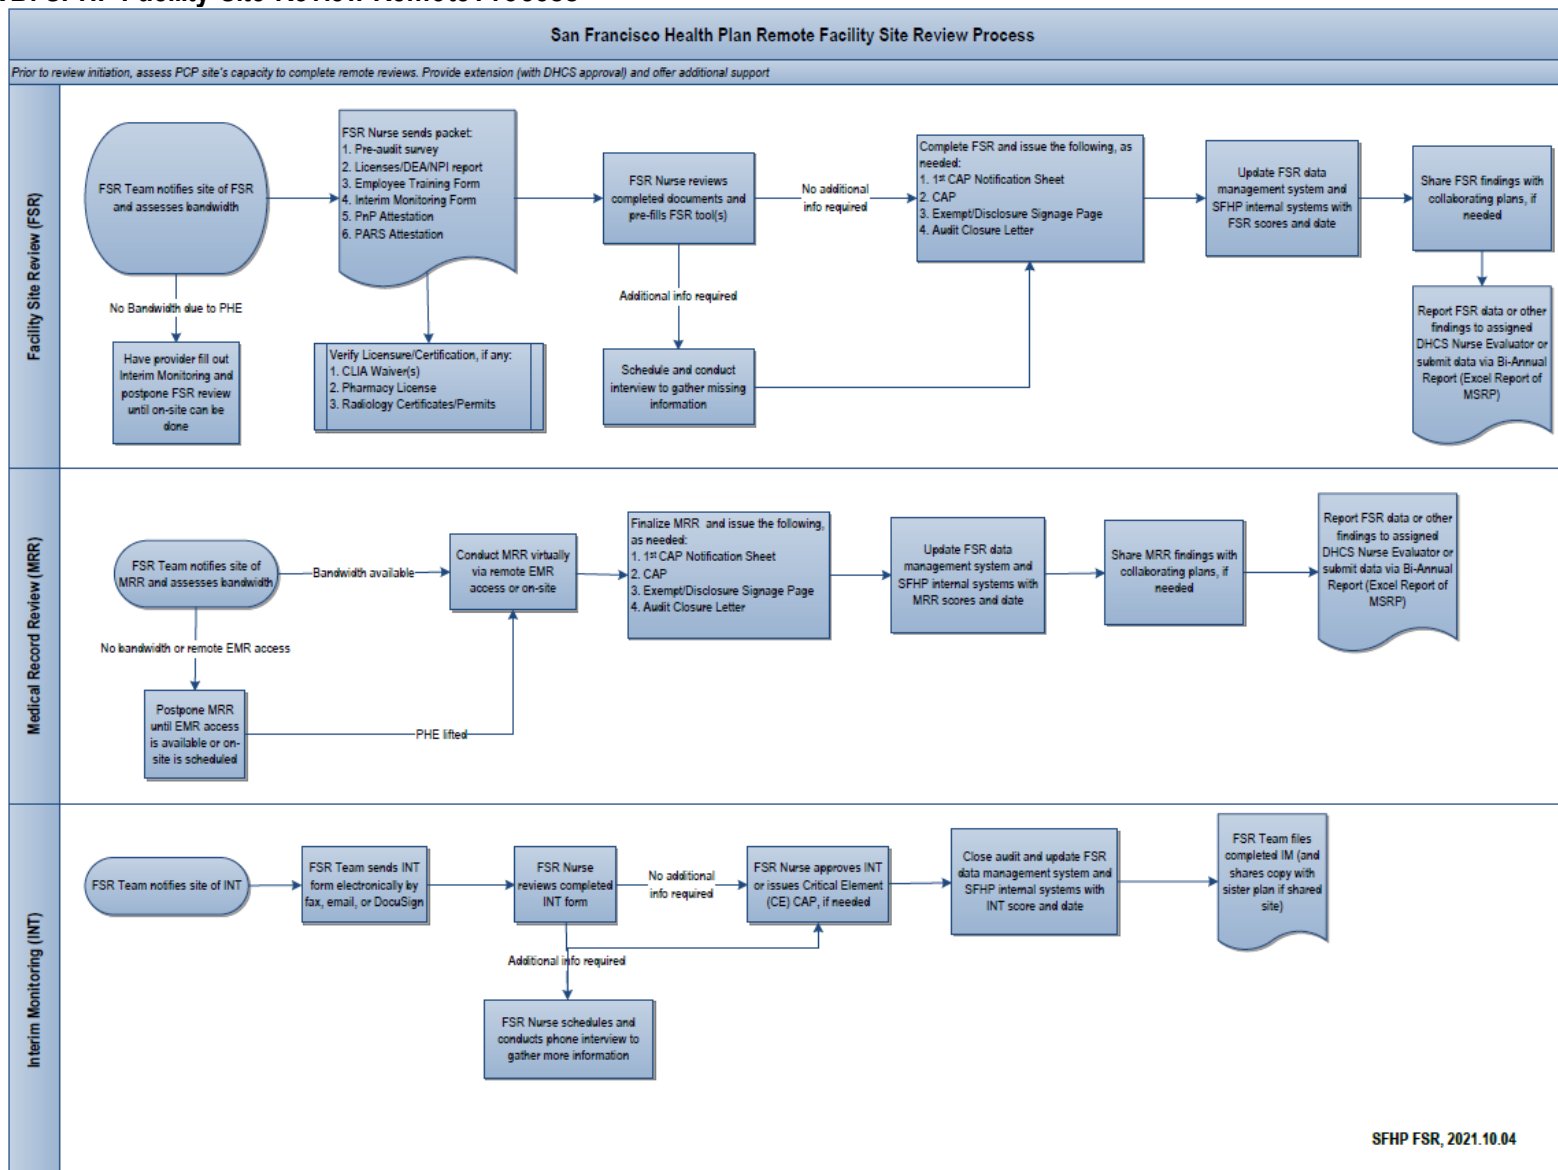 San Francisco Health Plan Remote Facility Site Review Process
Prior to review initiation, assess PCP site's capacity to complete remote reviews. Provide extension (with DHCS approval) and offer additional support
Facility Site Review (FSR)
FSR Team notifies site of FSR
and assesses bandwidth
No Bandwidth due to PHE
Have provider fill out
Interim Monitoring and
postpone FSR review
until on-site can be
done
FSR Nurse sends packet:
1. Pre-audit survey
2. Licenses/DEA/NPI report
3. Employee Training Form
4. Interim Monitoring Form
5. PnP Attestation
6. PARS Attestation
Verify Licensure/Certification, if any:
1. CLIA Waiver(s)
2. Pharmacy License
3. Radiology Certificates/Permits
FSR Nurse reviews
completed documents and
pre-fills FSR tool(s)
No additional
info required
Additional info required
Schedule and conduct
interview to gather missing
information
Complete FSR and issue the following, as
needed:
1. 1st CAP Notification Sheet
2. CAP
3. Exempt/Disclosure Signage Page
4. Audit Closure Letter
Update FSR data
management system and
SFHP internal systems with
FSR scores and date
Share FSR findings with
collaborating plans, if
needed
Report FSR data or other
findings to assigned
DHCS Nurse Evaluator or
submit data via Bi-Annual
Report (Excel Report of
MSRP)
Medical Record Review (MRR)
FSR Team notifies site of
MRR and assesses bandwidth
Bandwidth available
No bandwidth or remote EMR access
Postpone MRR
until EMR access
is available or on-
site is scheduled
PHE lifted
Conduct MRR virtually
via remote EMR
access or on-site
Finalize MRR and issue the following,
as needed:
1. 1st CAP Notification Sheet
2. CAP
3. Exempt/Disclosure Signage Page
4. Audit Closure Letter
Update FSR data
management system and
SFHP internal systems with
MRR scores and date
Share MRR findings with
collaborating plans, if
needed
Report FSR data or other
findings to assigned
DHCS Nurse Evaluator or
submit data via Bi-Annual
Report (Excel Report of
MSRP)
Interim Monitoring (INT)
FSR Team notifies site of INT
FSR Team sends INT
form electronically by
fax, email, or DocuSign
FSR Nurse
reviews completed
INT form
No additional
info required
Additional info required
FSR Nurse schedules and
conducts phone interview to
gather more information
FSR Nurse approves INT
or issues Critical Element
(CE) CAP, if needed
Close audit and update FSR
data management system and
SFHP internal systems with
INT score and date
FSR Team files
completed IM (and
shares copy with
sister plan if shared
site)
SFHP FSR, 2021.10.04